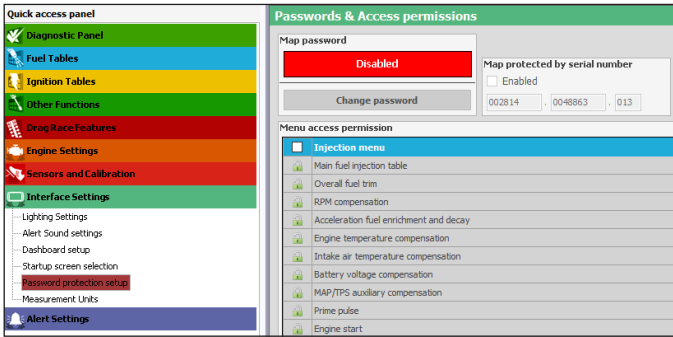 Quick access panel
Diagnostic Panel
Fuel Tables
Ignition Tables
Other Functions
Drag Race Features
Engine Settings
Sensors and Calibration
Interface Settings
Lighting Settings
Alert Sound settings
Dashboard setup
Startup screen selection
Password protection setup
Measurement Units
Alert Settings
Passwords & Access permissions
Map password
Disabled
Change password
Map protected by serial number
Enabled
002814 . 0048863 . 013
Menu access permission
Injection menu
Main fuel injection table
Overall fuel trim
RPM compensation
Acceleration fuel enrichment and decay
Engine temperature compensation
Intake air temperature compensation
Battery voltage compensation
MAP/TPS auxiliary compensation
Prime pulse
Engine start